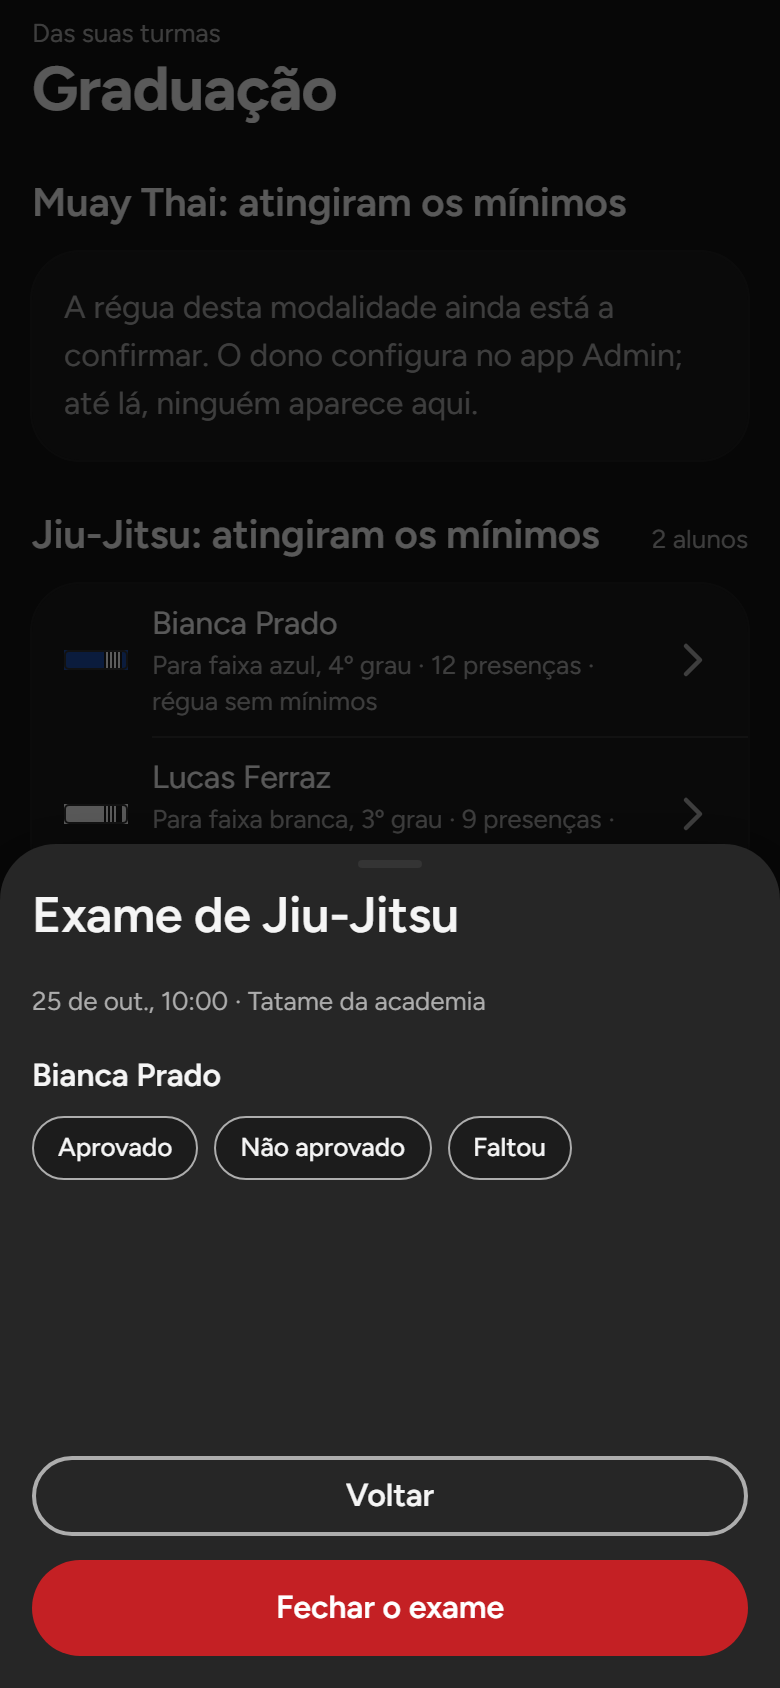 Das suas turmas
Graduação
Muay Thai: atingiram os mínimos
A régua desta modalidade ainda está a
confirmar. O dono configura no app Admin;
até lá, ninguém aparece aqui.
Jiu-Jitsu: atingiram os mínimos 2 alunos
Bianca Prado
Para faixa azul, 4º grau · 12 presenças ·
régua sem mínimos
Lucas Ferraz
Para faixa branca, 3º grau · 9 presenças ·
Exame de Jiu-Jitsu
25 de out., 10:00 · Tatame da academia
Bianca Prado
Aprovado Não aprovado Faltou
Voltar
Fechar o exame